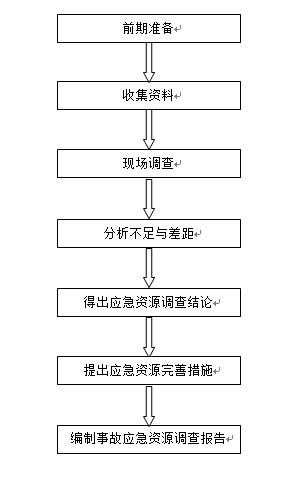 前期准备
收集资料
现场调查
分析不足与差距
得出应急资源调查结论
提出应急资源完善措施
编制事故应急资源调查报告